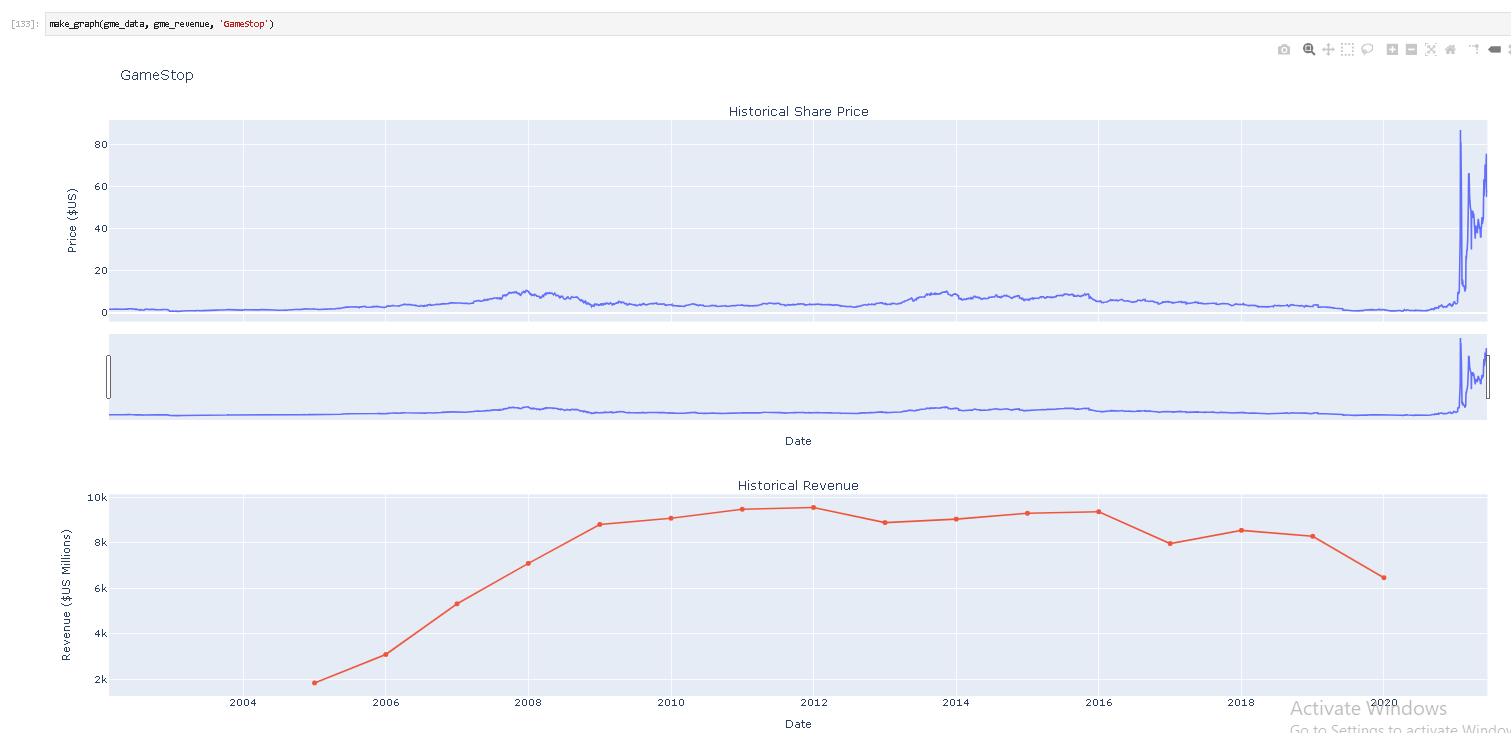 [133]: make_graph(gme_data, gme_revenue, 'GameStop')
GameStop
Historical Share Price
80
60
40
20
0
Price ($US)
Date
Historical Revenue
10k
8k
6k
4k
2k
Revenue ($US Millions)
2004 2006 2008 2010 2012 2014 2016 2018 2020
Date
Activate Windows
Go to Settings to activate Windo